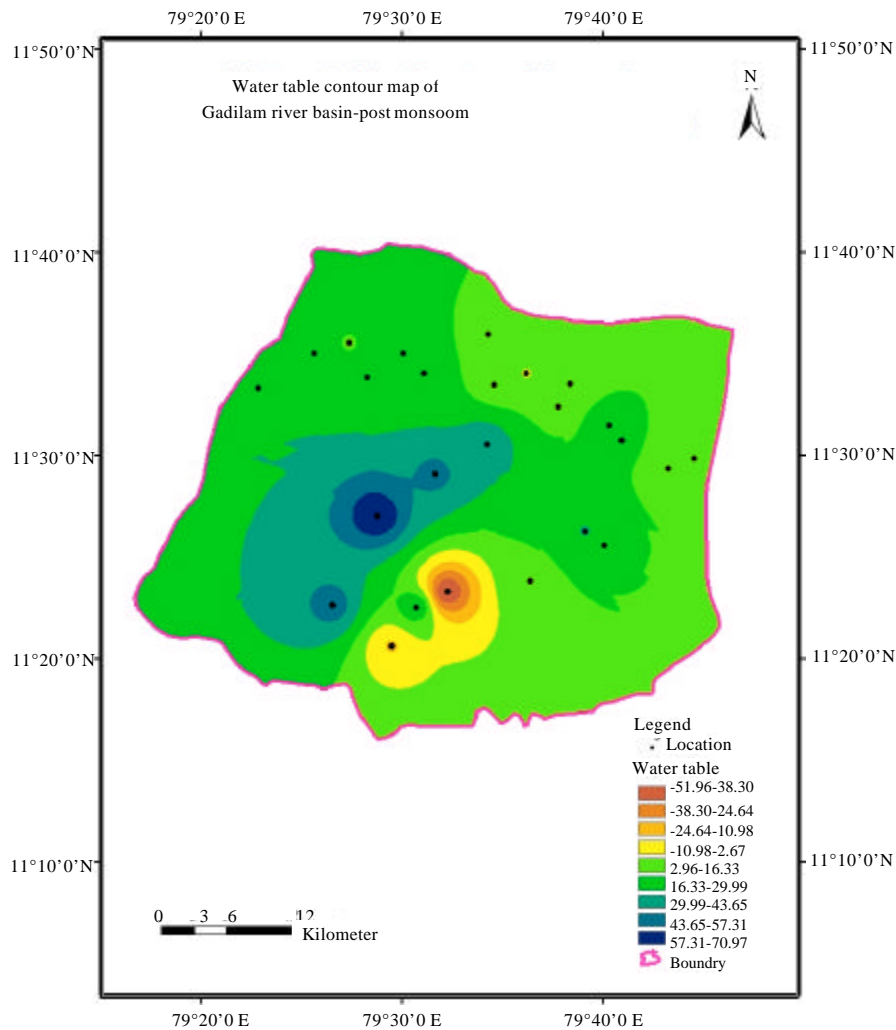 79°20'0 E 79°30'0 E 79°40'0 E
11°50'0'N 11°50'0'N
Water table contour map of
Gadilam river basin-post monsoom
N
11°40'0'N 11°40'0'N
11°30'0'N 11°30'0'N
11°20'0'N 11°20'0'N
Legend
Location
Water table
-51.96-38.30
-38.30-24.64
-24.64-10.98
-10.98-2.67
2.96-16.33
16.33-29.99
29.99-43.65
43.65-57.31
57.31-70.97
Boundry
11°10'0'N 11°10'0'N
0 3 6 12
Kilometer
79°20'0 E 79°30'0 E 79°40'0 E